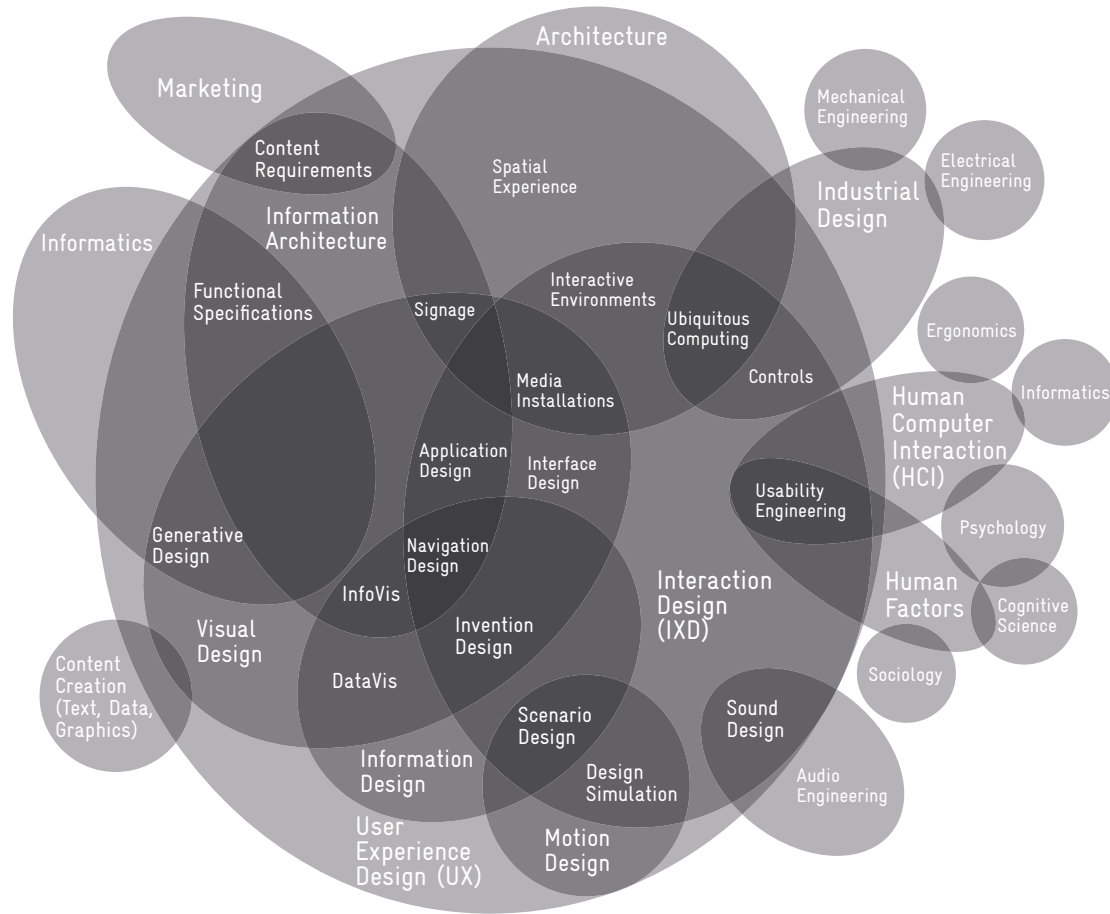 Architecture
Marketing
Mechanical
Engineering
Content
Requirements
Electrical
Engineering
Spatial
Experience
Industrial
Design
Information
Architecture
Informatics
Functional
Specifications
Interactive
Environments
Signage
Ubiquitous
Computing
Ergonomics
Controls
Media
Installations
Human
Computer
Interaction
(HCI)
Informatics
Application
Design
Interface
Design
Usability
Engineering
Psychology
Generative
Design
Navigation
Design
InfoVis
Interaction
Design
(IXD)
Human
Factors
Cognitive
Science
Visual
Design
Invention
Design
Content
Creation
(Text, Data,
Graphics)
DataVis
Sociology
Scenario
Design
Sound
Design
Information
Design
Design
Simulation
Audio
Engineering
User
Experience
Design (UX)
Motion
Design